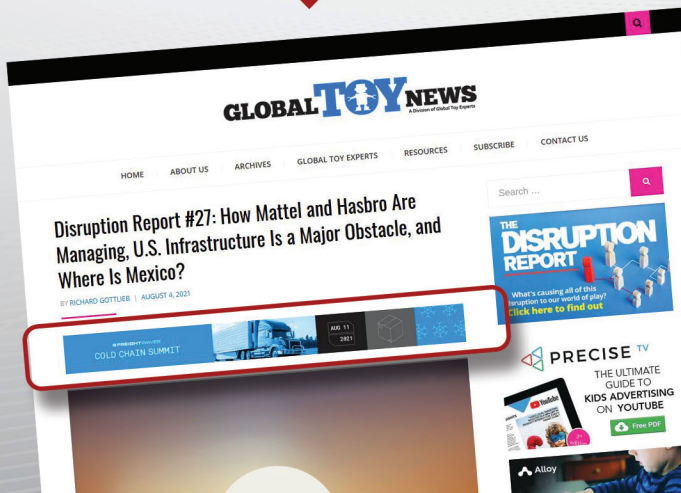 GLOBAL TOY NEWS
A Division of Global Toy Experts
HOME ABOUT US ARCHIVES GLOBAL TOY EXPERTS RESOURCES SUBSCRIBE CONTACT US
Disruption Report #27: How Mattel and Hasbro Are
Managing, U.S. Infrastructure Is a Major Obstacle, and
Where Is Mexico?
BY RICHARD GOTTLIEB | AUGUST 4, 2021
FREIGHTWAVES
COLD CHAIN SUMMIT
AUG 11
2021
Search ...
THE
DISRUPTION
REPORT
What's causing all of this
disruption to our world of play?
Click here to find out
PRECISE TV
THE ULTIMATE
GUIDE TO
KIDS ADVERTISING
ON YOUTUBE
Free PDF
YouTube
Alloy